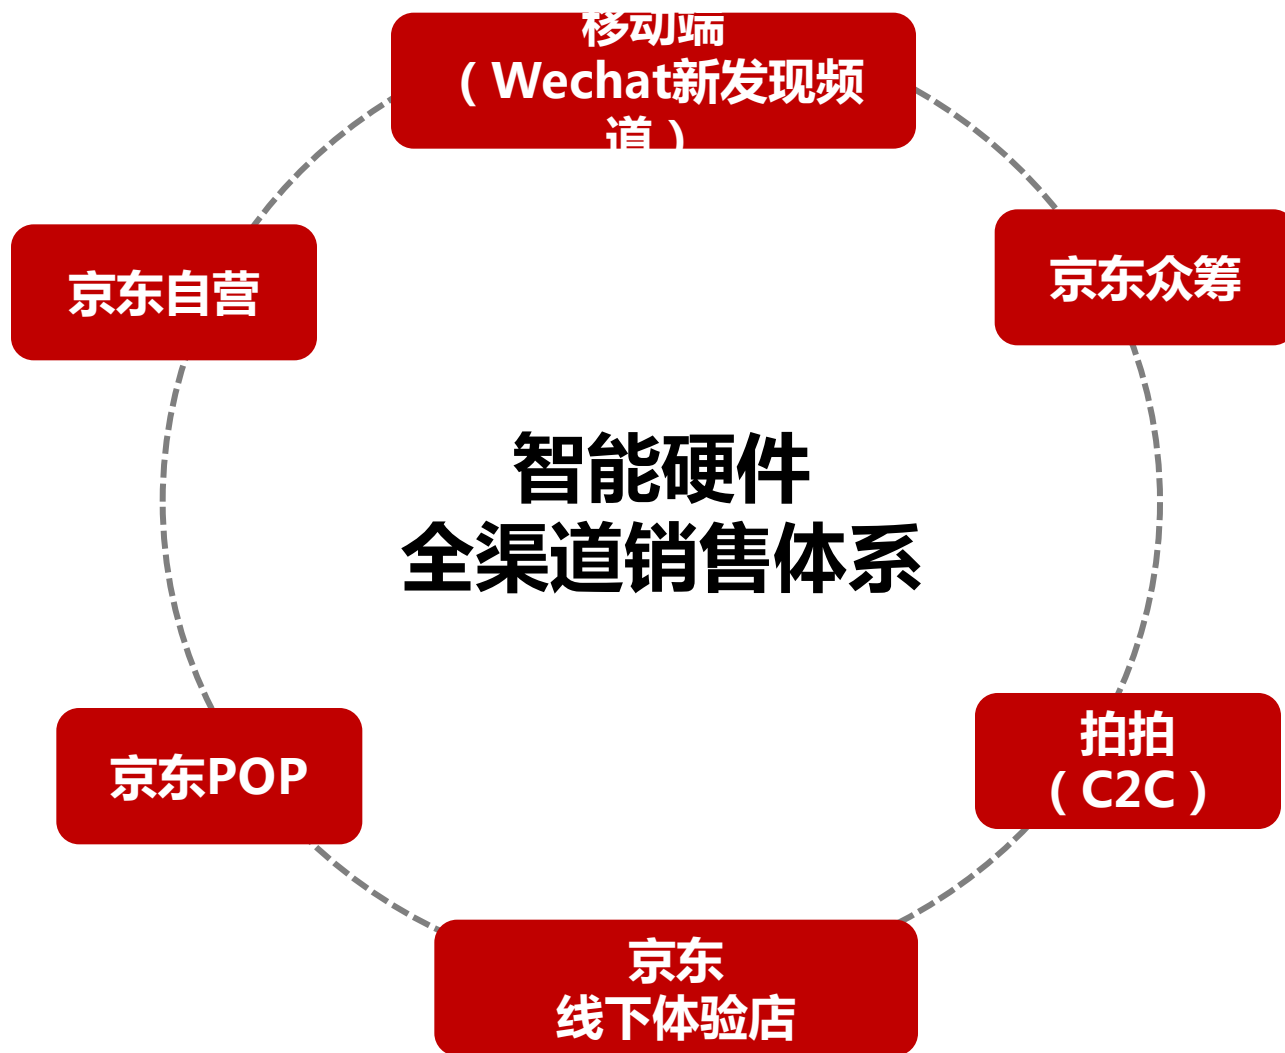 移动端
（Wechat新发现频
道）
京东自营
京东众筹
智能硬件
全渠道销售体系
京东POP
拍拍
（C2C）
京东
线下体验店